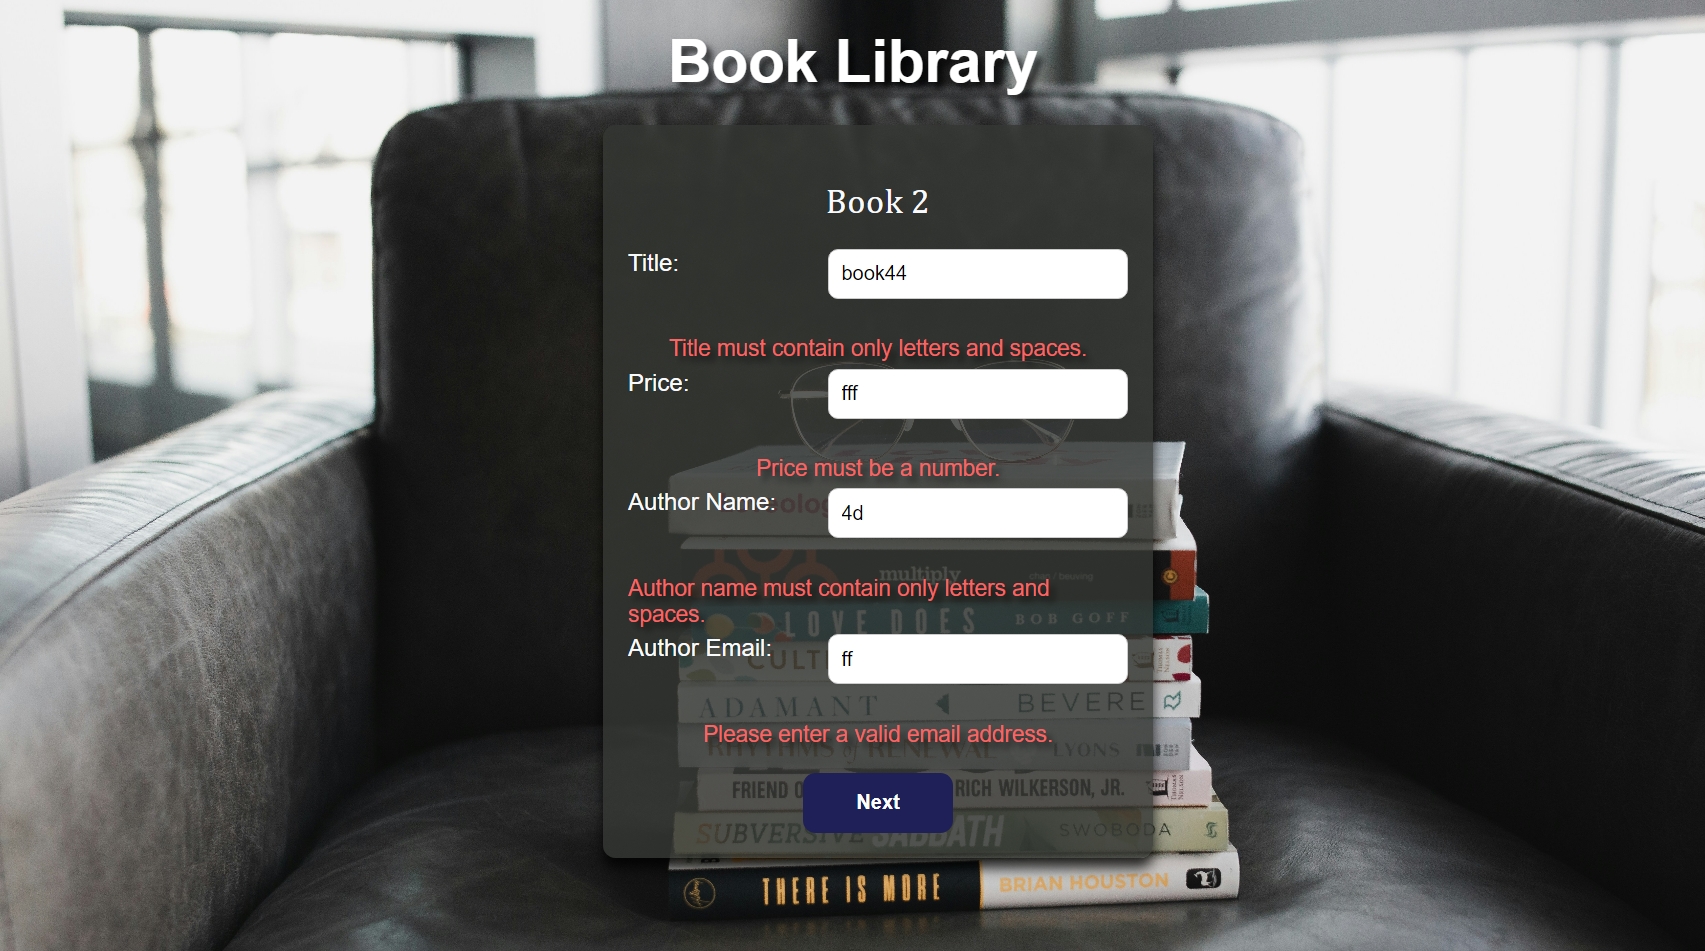 Book Library
Book 2
Title:
book44
Title must contain only letters and spaces.
Price:
fff
Price must be a number.
Author Name:
4d
multiply
Author name must contain only letters and
spaces.
LOVE DOES
BOB GOFF
Author Email:
ff
CULT
ADAMANT
BEVERE
Please enter a valid email address.
RHYTHMS of RENEWAL
LYONS
FRIEND O
RICH WILKERSON, JR.
Next
SUBVERSIVE SABBATH
SWOBODA
THERE IS MORE
BRIAN HOUSTON